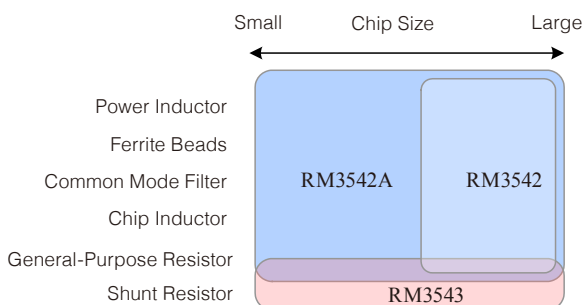 Small Chip Size Large
Power Inductor
Ferrite Beads
Common Mode Filter RM3542A RM3542
Chip Inductor
General-Purpose Resistor
Shunt Resistor RM3543